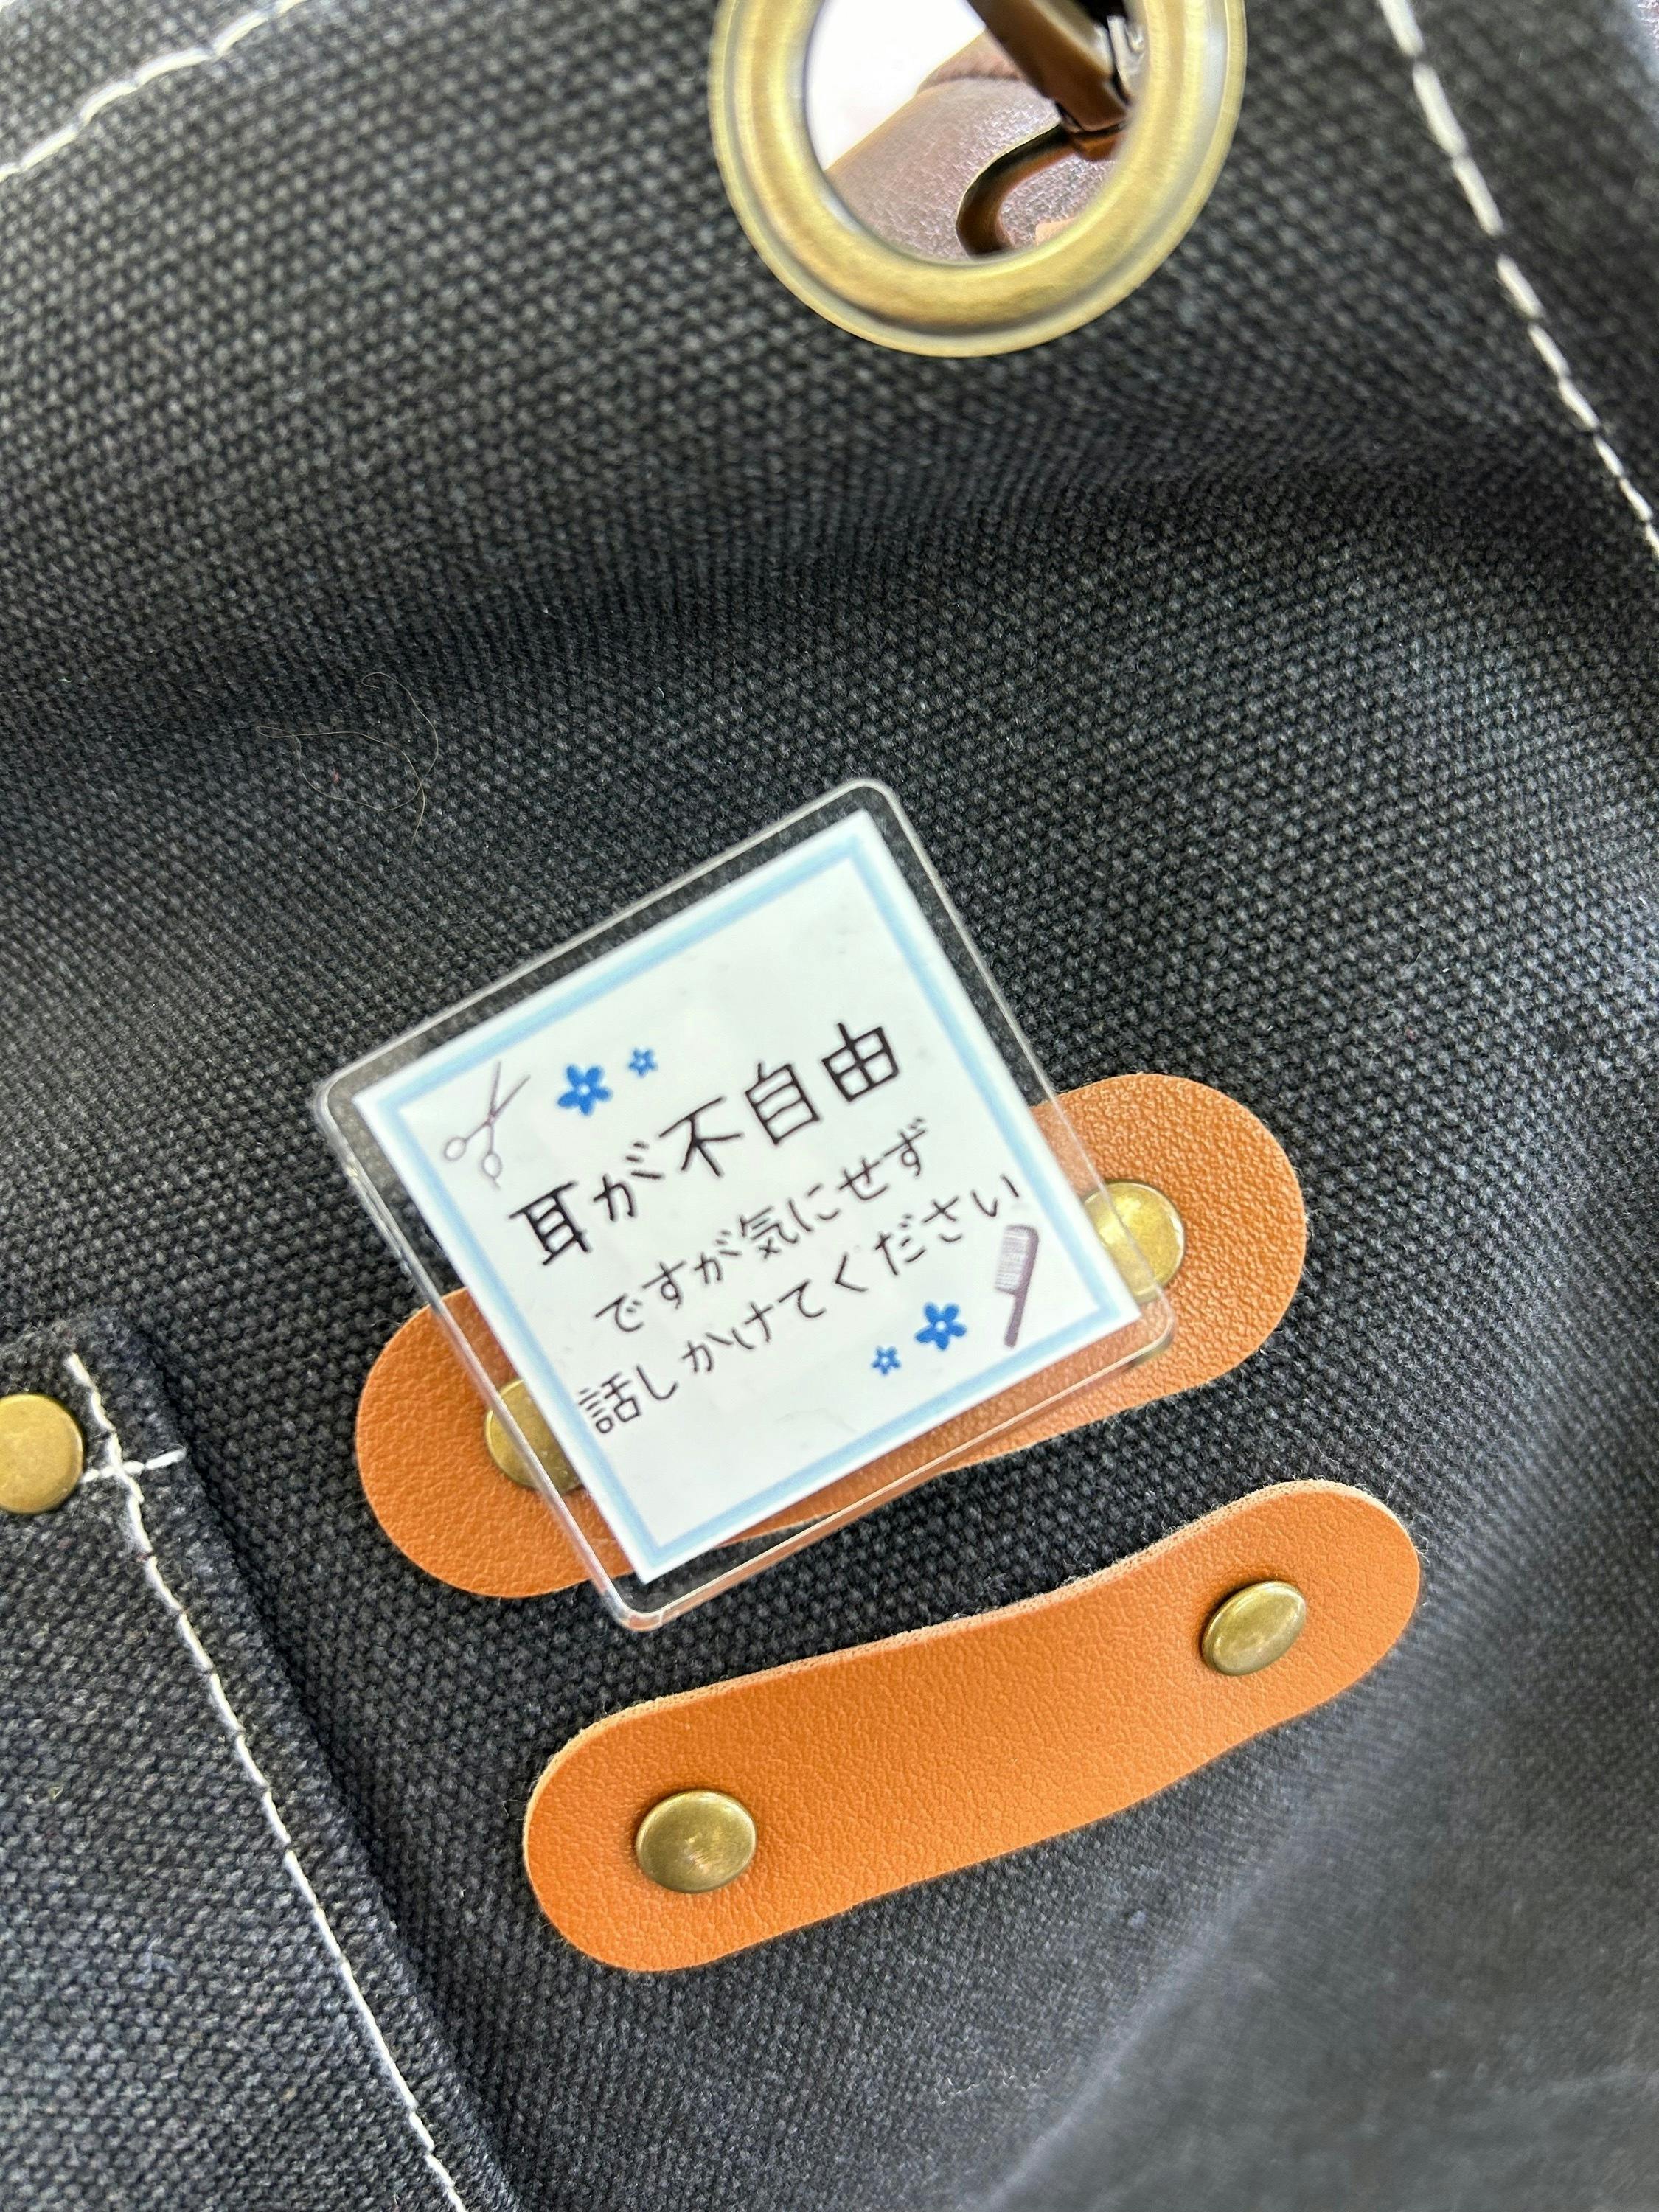 耳が不自由
ですが気にせず
話しかけてください